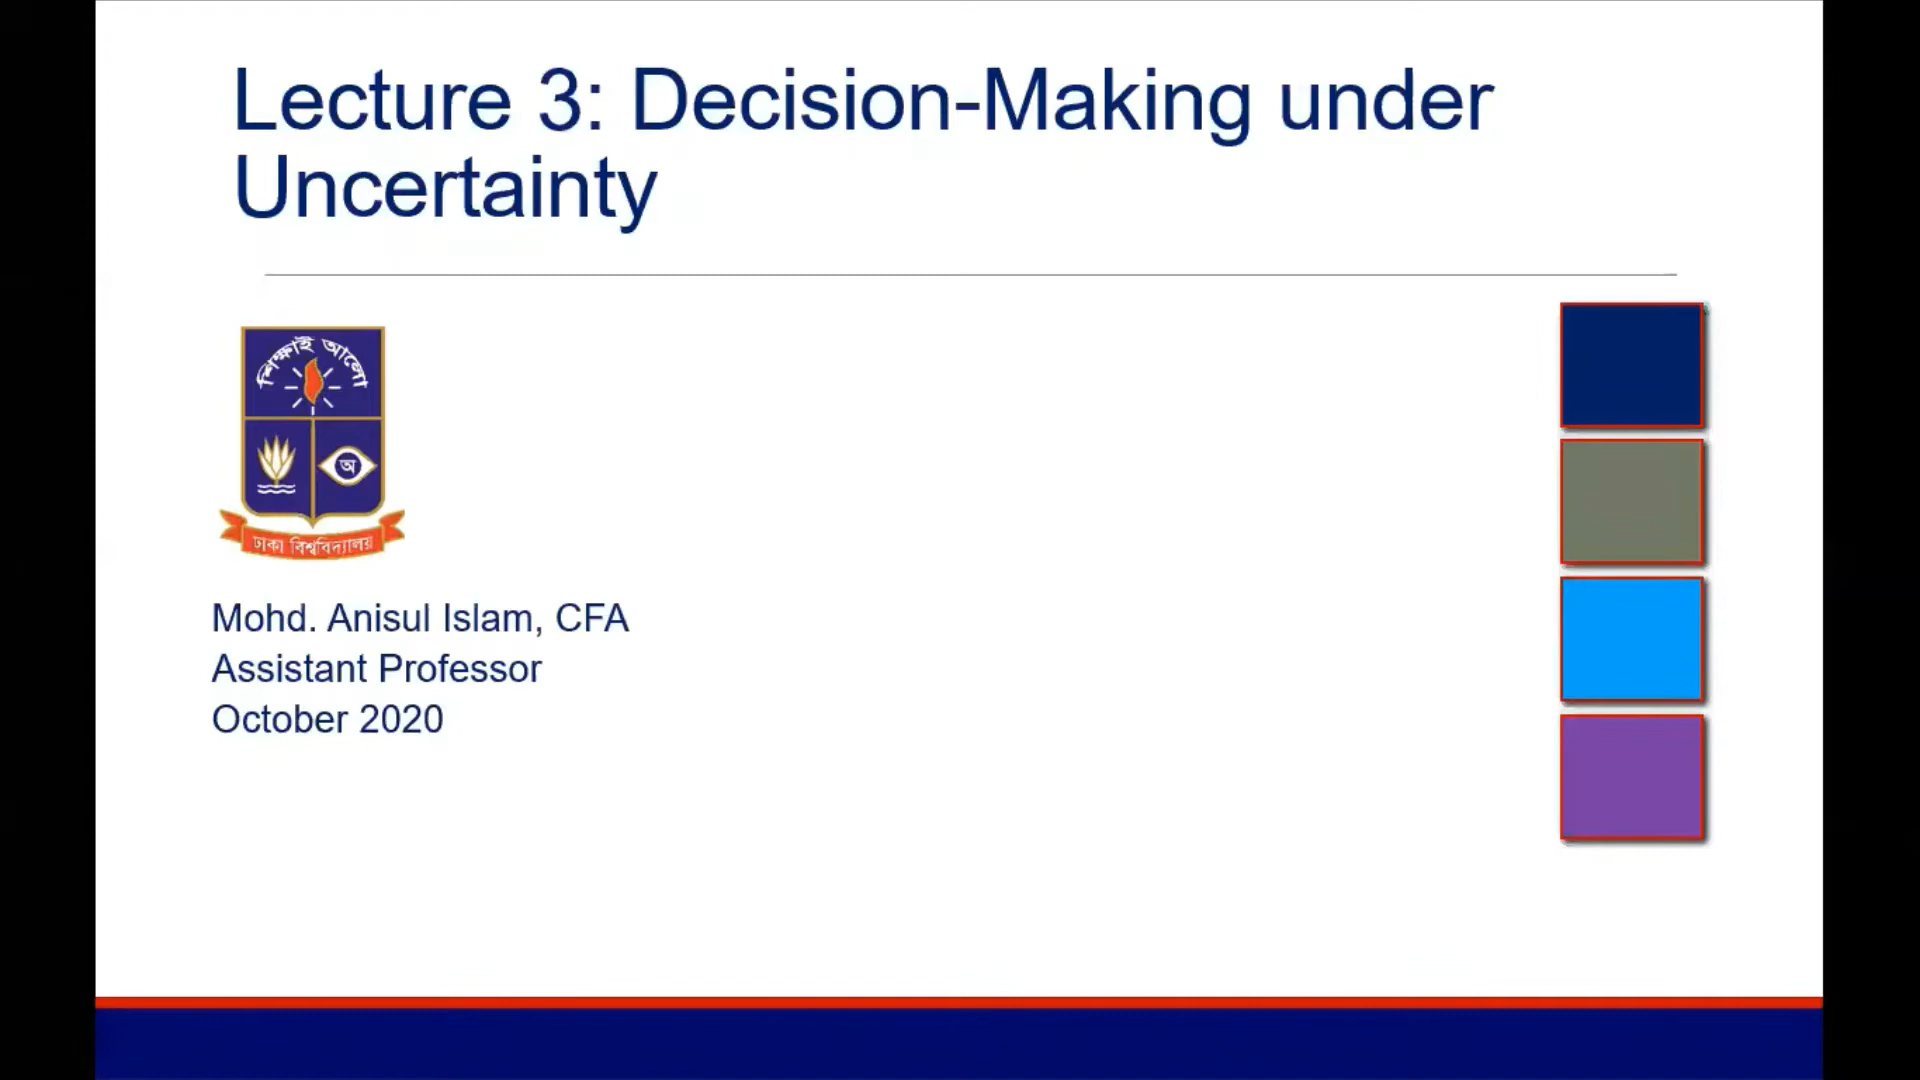 Lecture 3: Decision-Making under
Uncertainty
শিক্ষাই আলো
অ
ঢাকা বিশ্ববিদ্যালয়
Mohd. Anisul Islam, CFA
Assistant Professor
October 2020